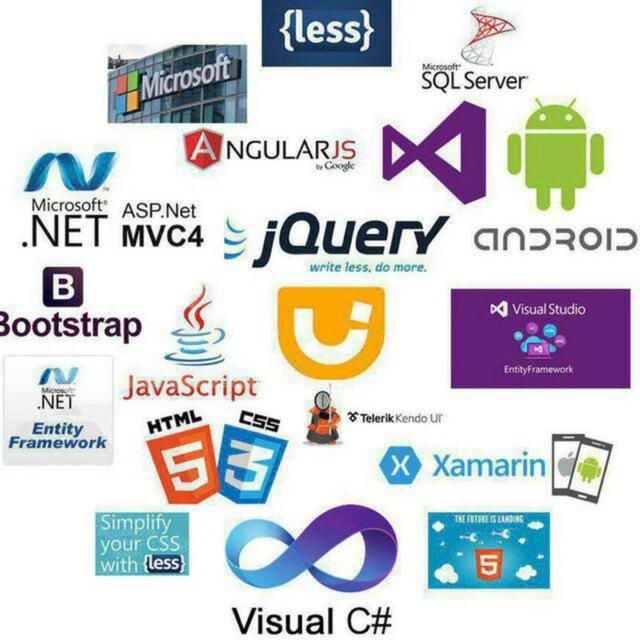 {less}
Microsoft
Microsoft®
SQL Server®
ANGULARJS
by Google
Microsoft®
.NET
ASP.Net
MVC4
jQuery
write less, do more.
ANDROID
B
Bootstrap
JavaScript
Visual Studio
EntityFramework
Microsoft®
.NET
Entity
Framework
HTML
5
CSS
3
Telerik Kendo UI
Xamarin
Simplify
your CSS
with {less}
THE FUTURE IS LANDING
5
Visual C#